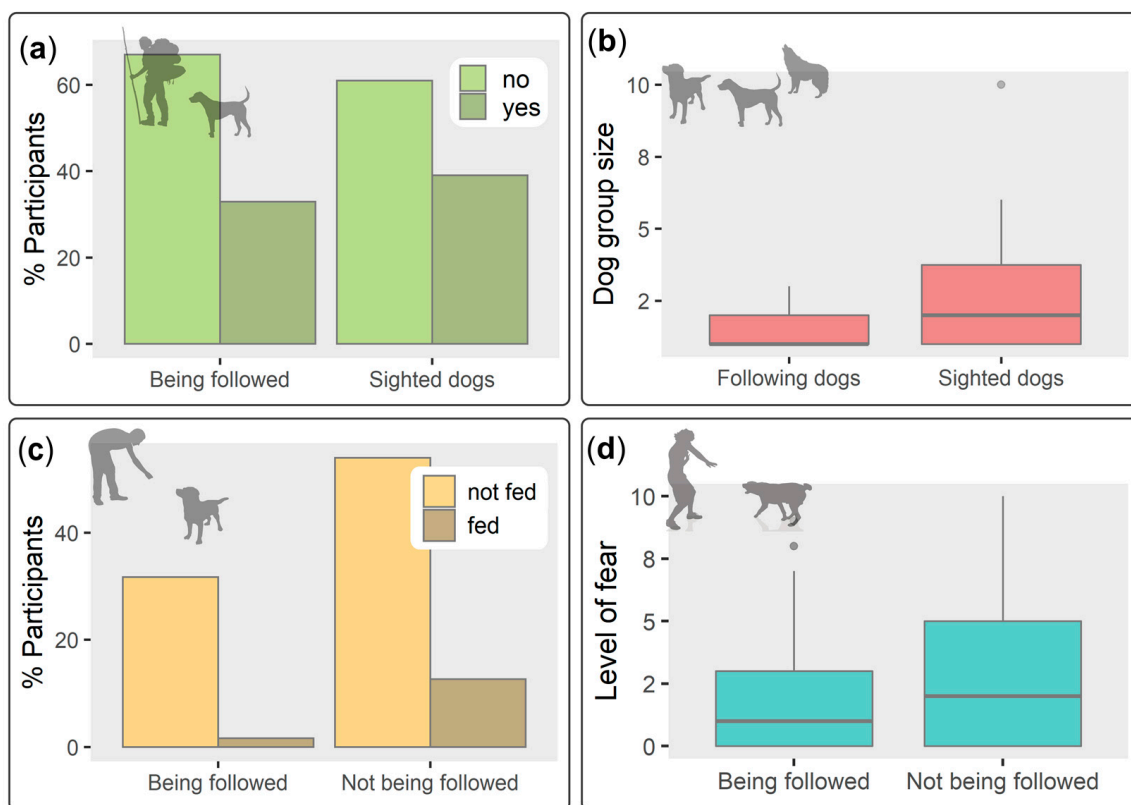 (a)
% Participants
60
40
20
0
no
yes
Being followed
Sighted dogs
(b)
Dog group size
10
8
5
2
Following dogs
Sighted dogs
(c)
% Participants
40
20
0
not fed
fed
Being followed
Not being followed
(d)
Level of fear
10
8
5
2
0
Being followed
Not being followed